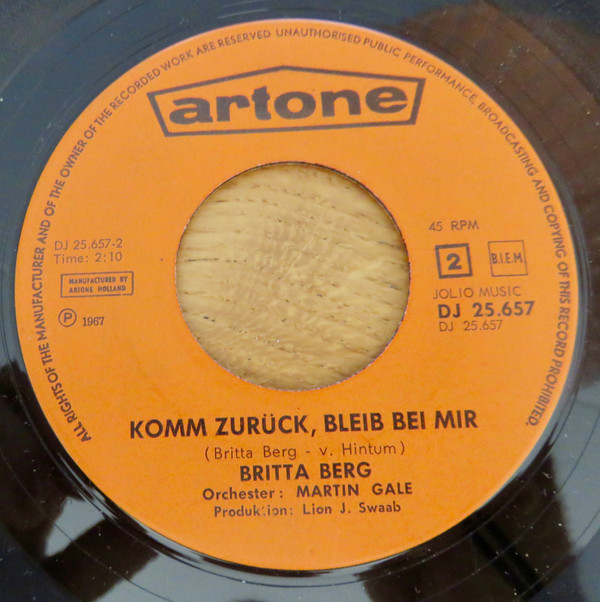 ALL RIGHTS OF THE MANUFACTURER AND OF THE OWNER OF THE RECORDED WORK ARE RESERVED UNAUTHORISED PUBLIC PERFORMANCE, BROADCASTING AND COPYING OF THIS RECORD PROHIBITED.
artone
45 RPM
DJ 25.657-2
Time: 2:10
2
B.I.E.M
MANUFACTURED BY
ARTONE HOLLAND
JOLIO MUSIC
DJ 25.657
DJ 25.657
P 1967
KOMM ZURÜCK, BLEIB BEI MIR
(Britta Berg - v. Hintum)
BRITTA BERG
Orchester: MARTIN GALE
Produktion: Lion J. Swaab